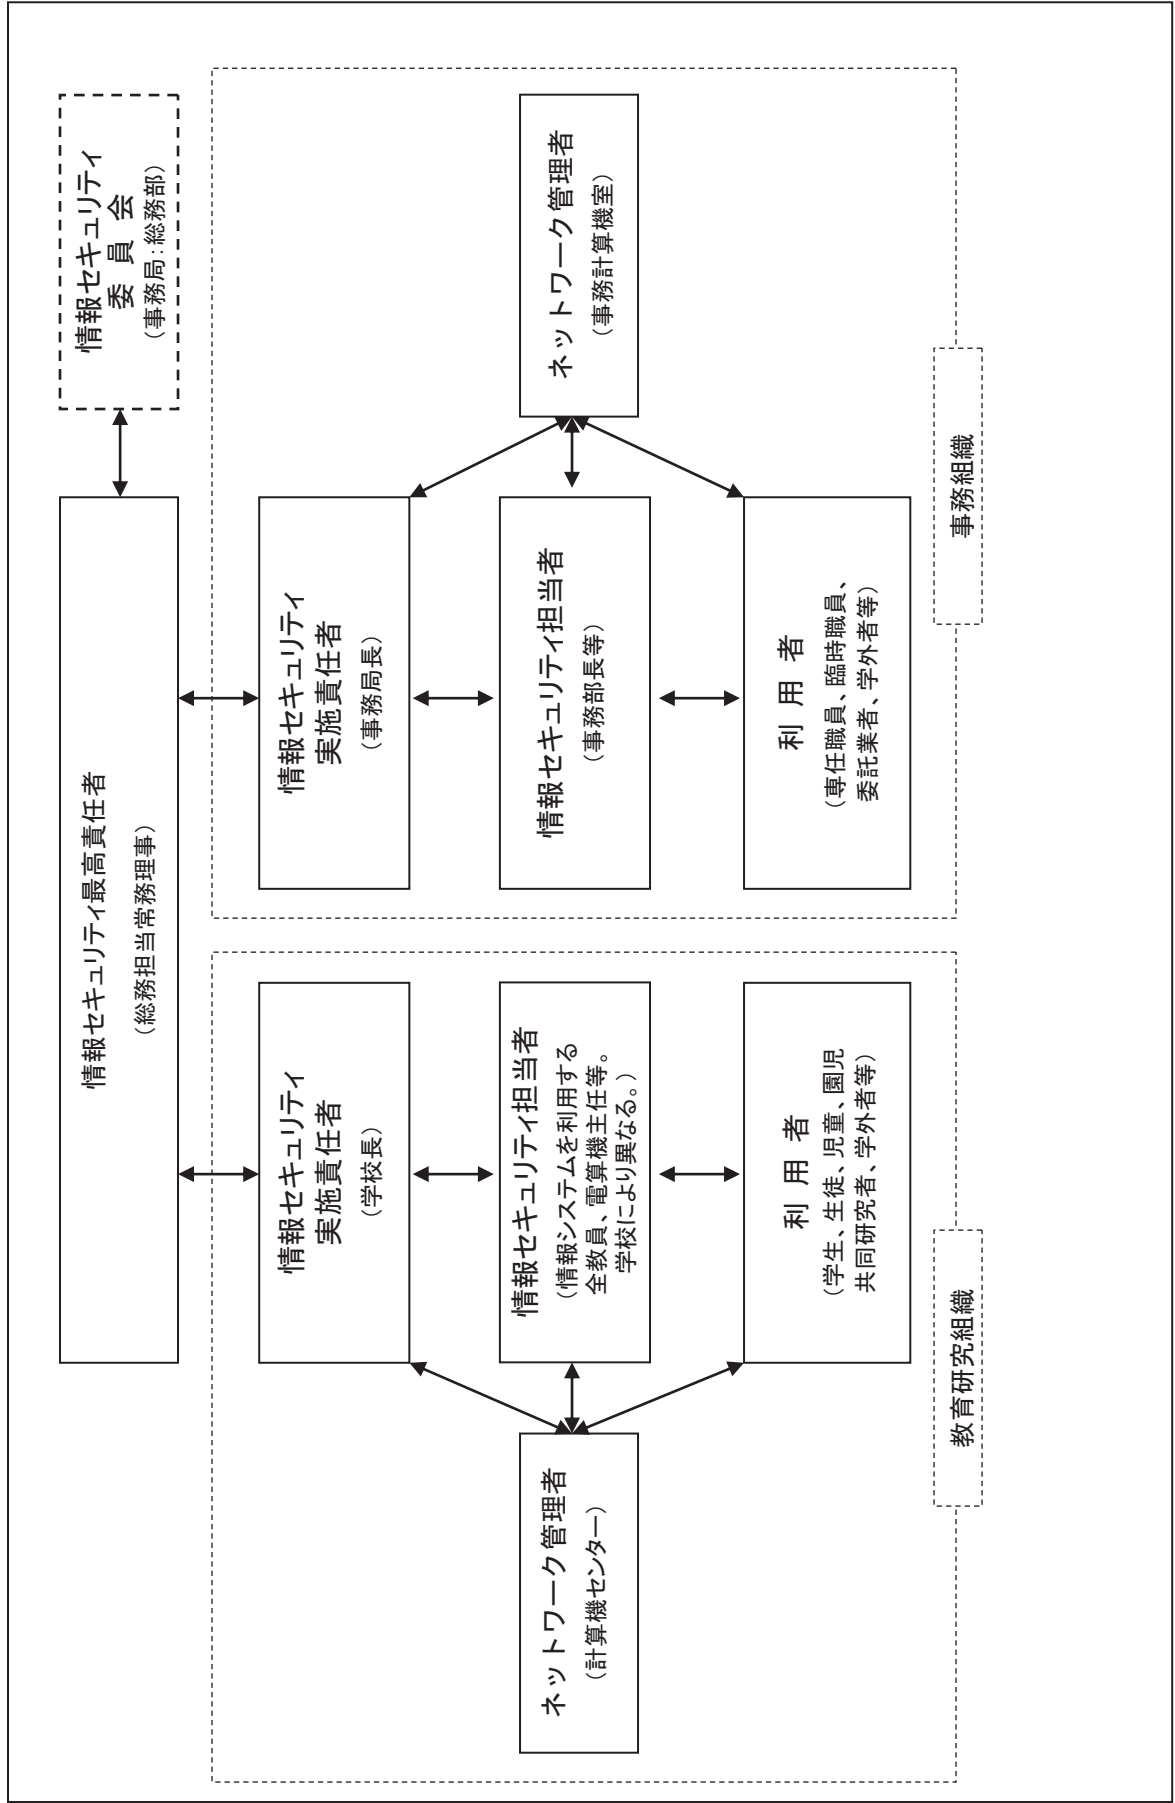 情報セキュリティ最高責任者
（総務担当常務理事）
情報セキュリティ
委員会
（事務局：総務部）
情報セキュリティ
実施責任者
（学校長）
情報セキュリティ
実施責任者
（事務局長）
ネットワーク管理者
（計算機センター）
情報セキュリティ担当者
（情報システムを利用する
全教員、電算機主任等。
学校により異なる。）
情報セキュリティ担当者
（事務部長等）
ネットワーク管理者
（事務計算機室）
利用者
（学生、生徒、児童、園児
共同研究者、学外者等）
利用者
（専任職員、臨時職員、
委託業者、学外者等）
教育研究組織
事務組織